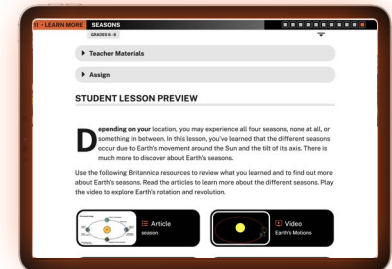 11 • LEARN MORE SEASONS
GRADES 6-8
Teacher Materials
Assign
STUDENT LESSON PREVIEW
Depending on your location, you may experience all four seasons, none at all, or
something in between. In this lesson, you've learned that the different seasons
occur due to Earth's movement around the Sun and the tilt of its axis. There is
much more to discover about Earth's seasons.
Use the following Britannica resources to review what you learned and to find out more
about Earth's seasons. Read the articles to learn more about the different seasons. Play
the video to explore Earth's rotation and revolution.
Article
season
Video
Earth's Motions